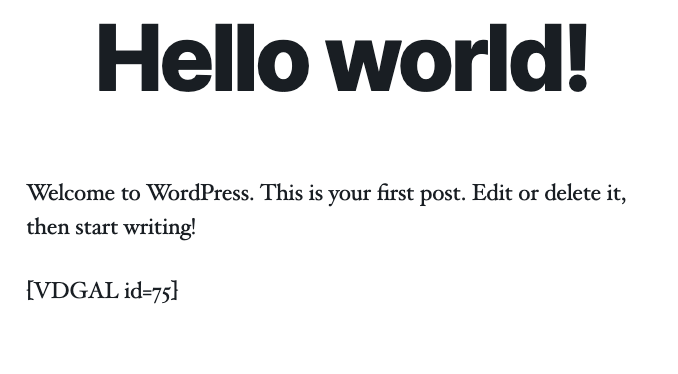 Hello world!
Welcome to WordPress. This is your first post. Edit or delete it,
then start writing!
[VDGAL id=75]